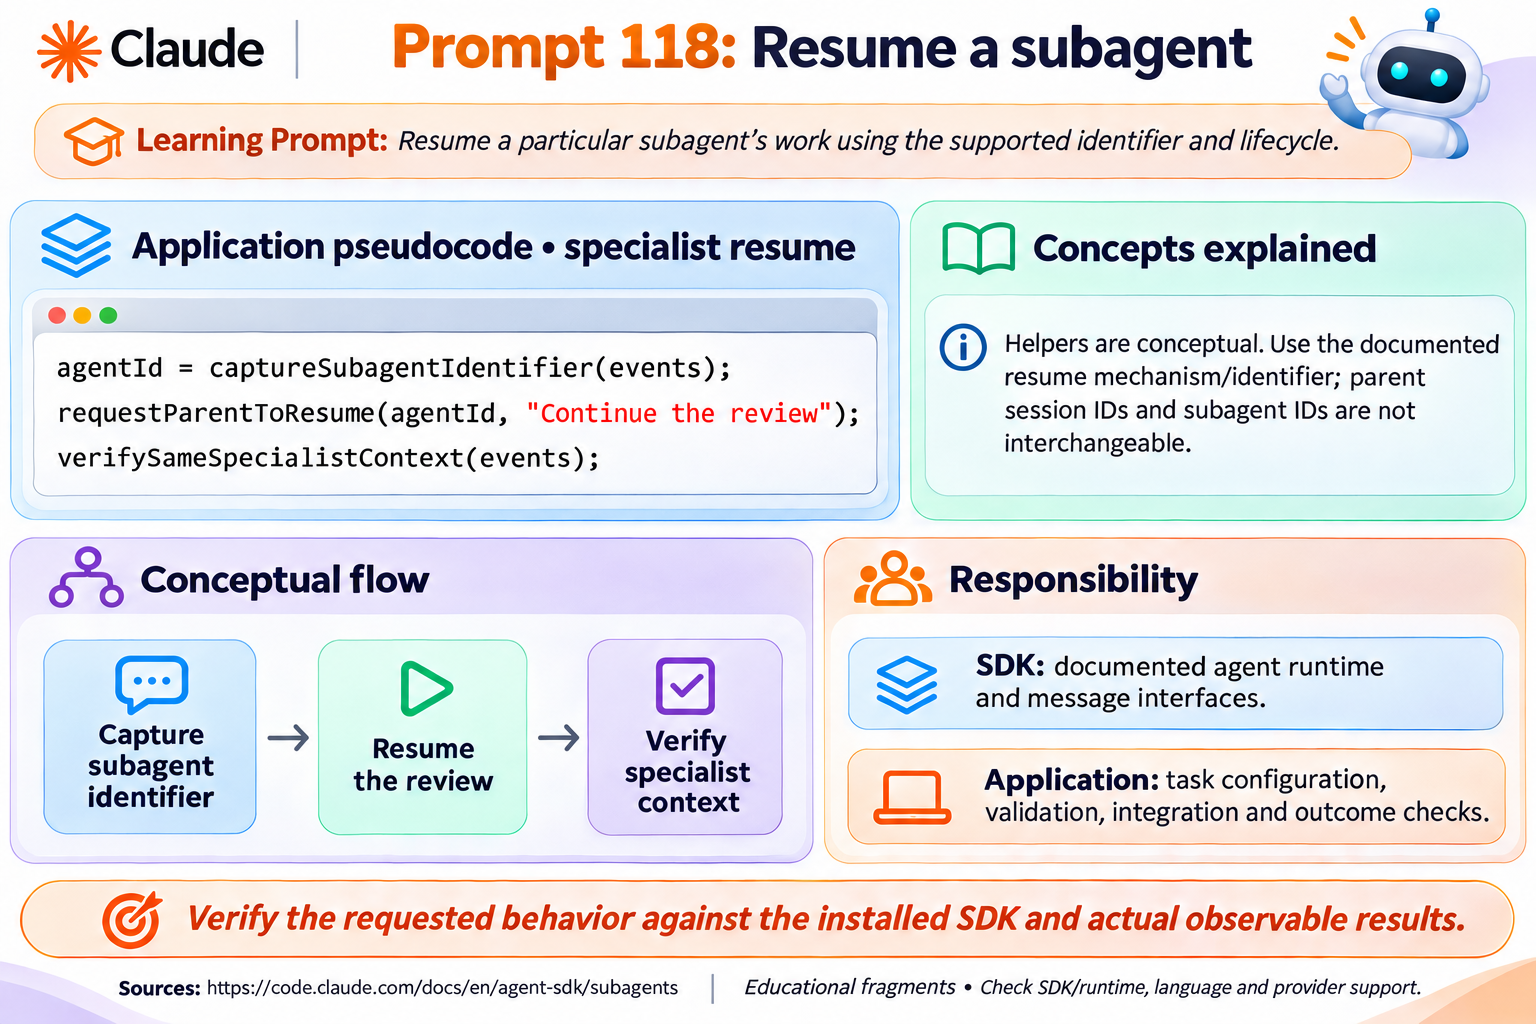 Claude
Prompt 118: Resume a subagent
Learning Prompt: Resume a particular subagent's work using the supported identifier and lifecycle.
Application pseudocode • specialist resume
agentId = captureSubagentIdentifier(events);
requestParentToResume(agentId, "Continue the review");
verifySameSpecialistContext(events);
Concepts explained
Helpers are conceptual. Use the documented
resume mechanism/identifier; parent
session IDs and subagent IDs are not
interchangeable.
Conceptual flow
Capture
subagent
identifier
Resume
the review
Verify
specialist
context
Responsibility
SDK: documented agent runtime
and message interfaces.
Application: task configuration,
validation, integration and outcome checks.
Verify the requested behavior against the installed SDK and actual observable results.
Sources: https://code.claude.com/docs/en/agent-sdk/subagents
Educational fragments • Check SDK/runtime, language and provider support.